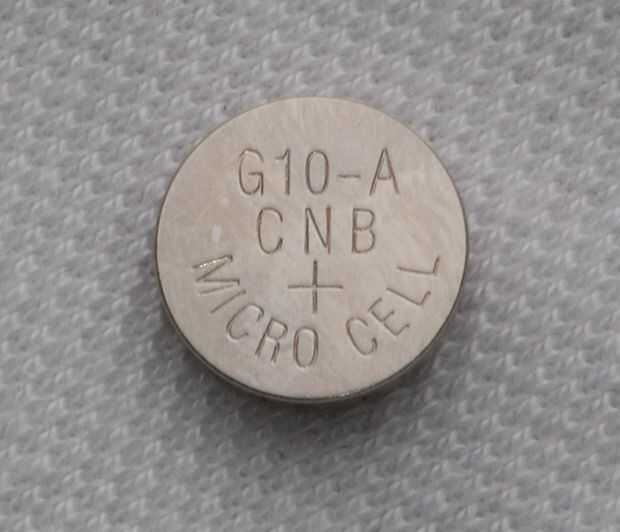 G10-A
CNB
+
MICRO CELL